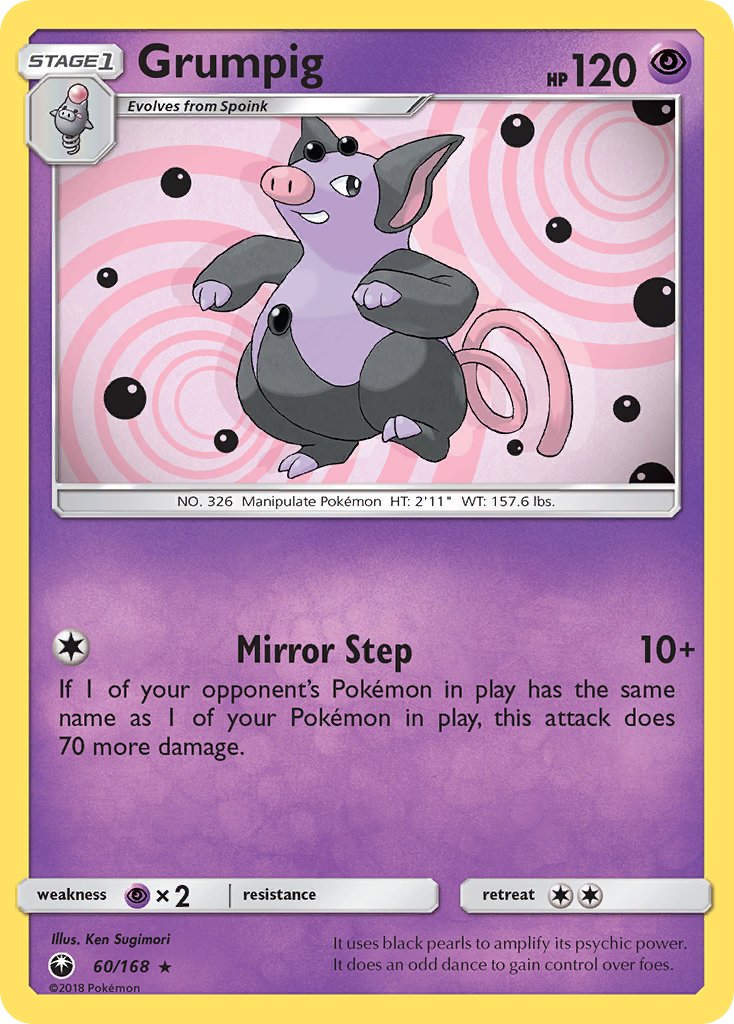 STAGE1
Grumpig
HP 120
Evolves from Spoink
NO. 326 Manipulate Pokémon HT: 2'11" WT: 157.6 lbs.
Mirror Step 10+
If 1 of your opponent's Pokémon in play has the same
name as 1 of your Pokémon in play, this attack does
70 more damage.
weakness ×2 resistance retreat
Illus. Ken Sugimori
60/168 ★
©2018 Pokémon
It uses black pearls to amplify its psychic power.
It does an odd dance to gain control over foes.